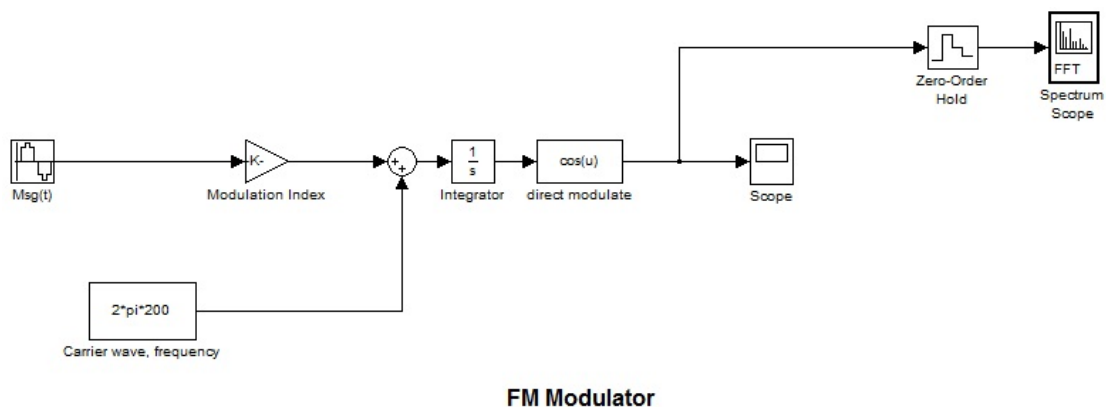 FFT
Zero-Order
Hold
Spectrum
Scope
K-
1
s
cos(u)
Msg(t)
Modulation Index
+
+
Integrator
direct modulate
Scope
2*pi*200
Carrier wave, frequency
FM Modulator